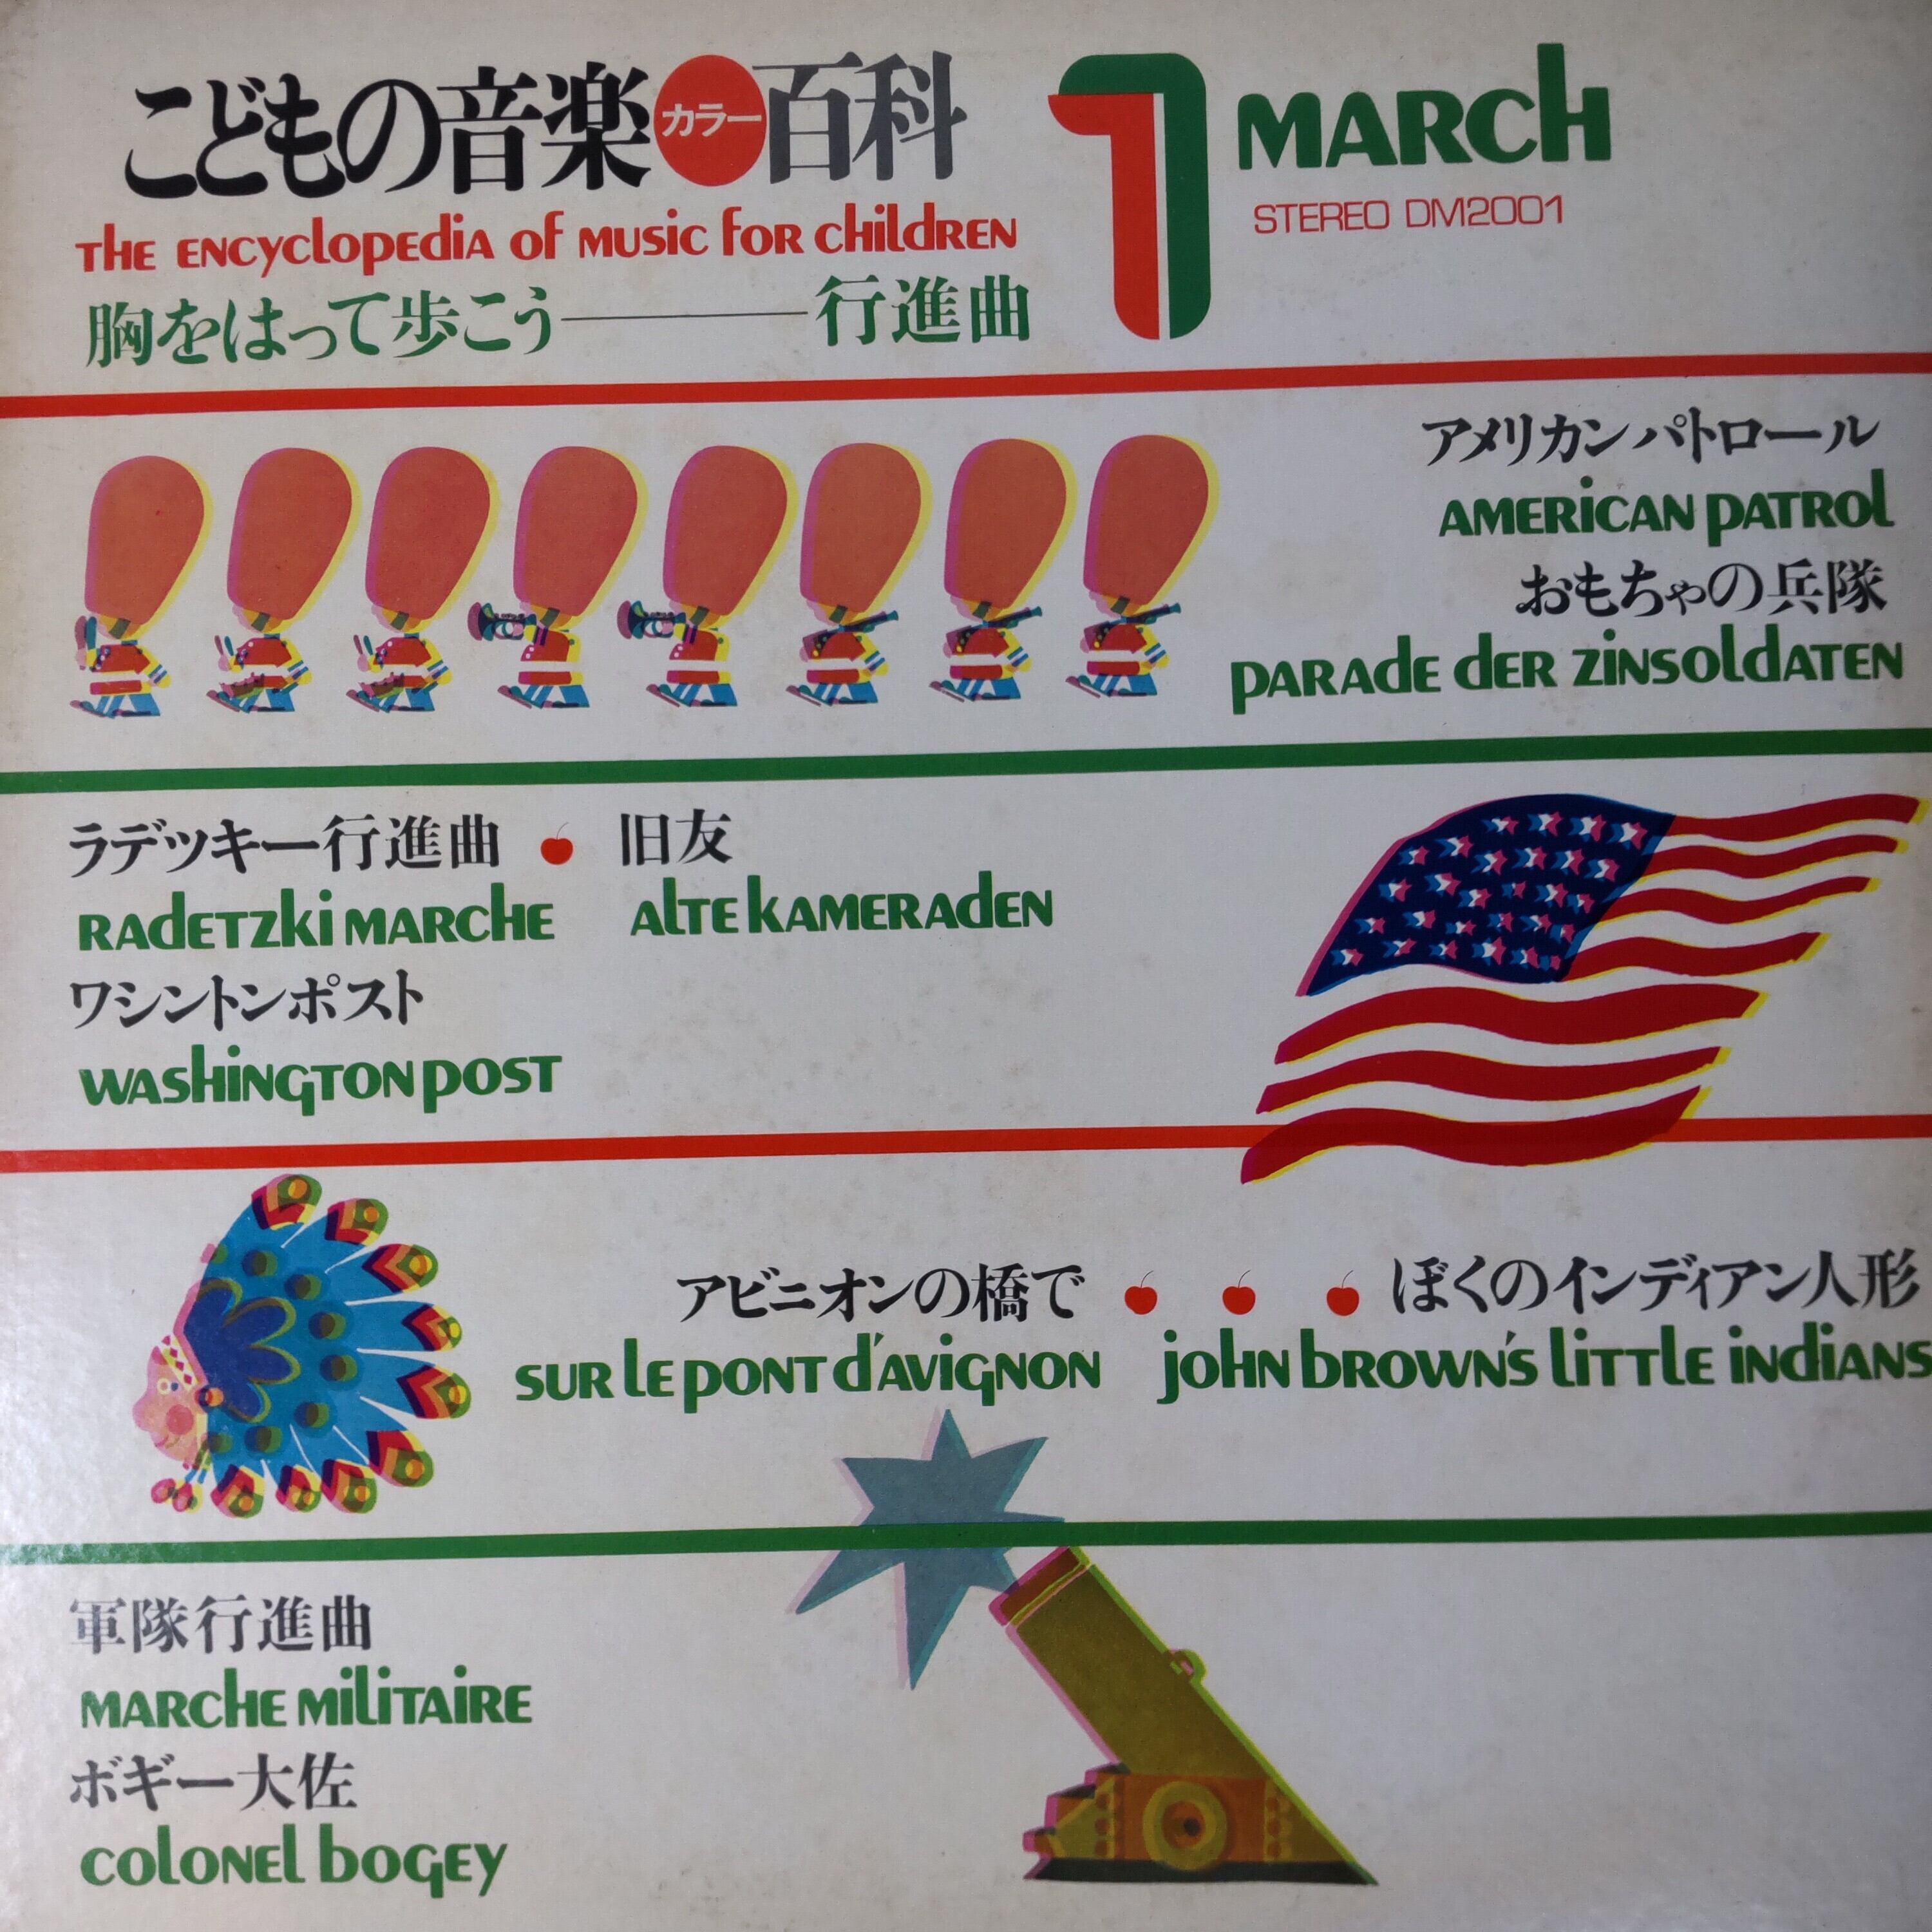 こどもの音楽カラー百科
THE ENCYCLOPEDIA OF MUSIC FOR CHILDREN
胸をはって歩こう――行進曲
1
MARCH
STEREO DM2001
アメリカンパトロール
AMERICAN PATROL
おもちゃの兵隊
PARADE DER ZINSOLDATEN
ラデツキー行進曲 旧友
RADETZKI MARCHE ALTE KAMERADEN
ワシントンポスト
WASHINGTON POST
アビニオンの橋で ぼくのインディアン人形
SUR LE PONT D'AVIGNON JOHN BROWN'S LITTLE INDIANS
軍隊行進曲
MARCHE MILITAIRE
ボギー大佐
COLONEL BOGEY